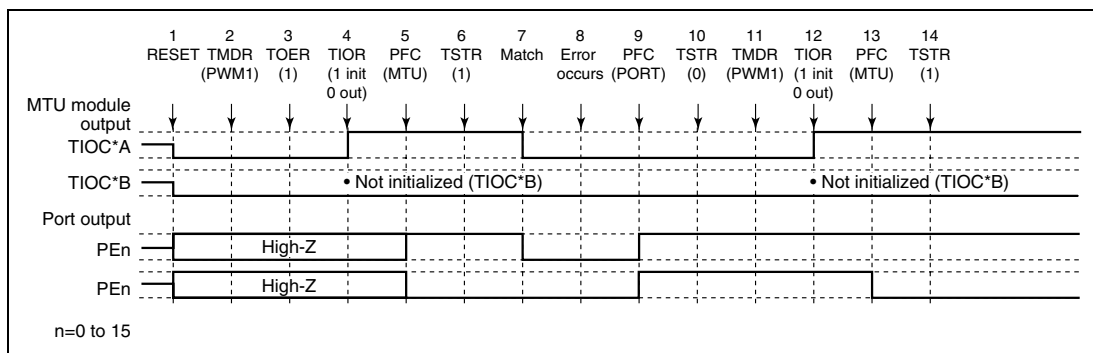 1 2 3 4 5 6 7 8 9 10 11 12 13 14
RESET TMDR TOER TIOR PFC TSTR Match Error PFC TSTR TMDR TIOR PFC TSTR
(PWM1) (1) (1 init (MTU) (1) occurs (PORT) (0) (PWM1) (1 init (MTU) (1)
0 out) 0 out)
MTU module
output
TIOC*A
TIOC*B • Not initialized (TIOC*B) • Not initialized (TIOC*B)
Port output
PEn High-Z
PEn High-Z
n=0 to 15